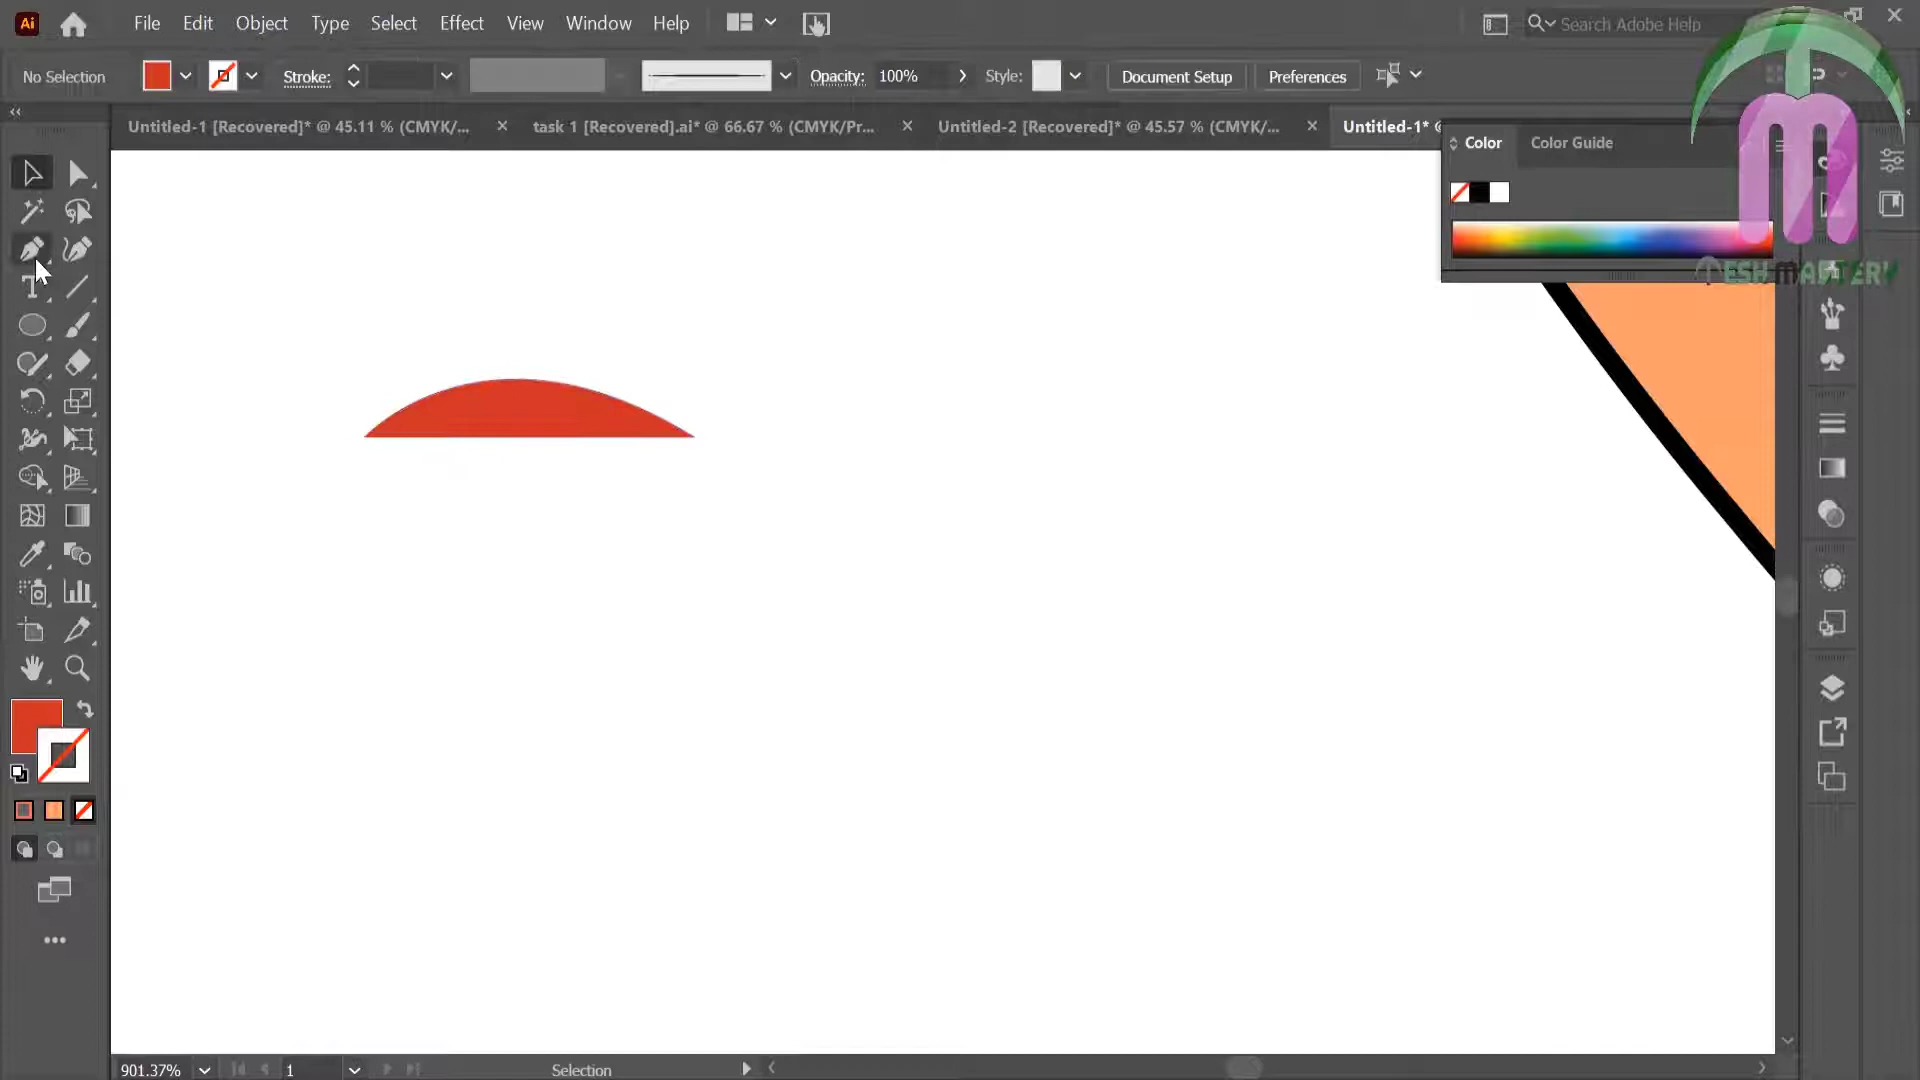 Ai File Edit Object Type Select Effect View Window Help Search Adobe Help
No Selection Stroke: Opacity: 100% Style: Document Setup Preferences
Untitled-1 [Recovered]* @ 45.11 % (CMYK/... task 1 [Recovered].ai* @ 66.67 % (CMYK/Pr... Untitled-2 [Recovered]* @ 45.57 % (CMYK/... Untitled-1* @
Color Color Guide
TESH MASTERY
901.37% 1 Selection